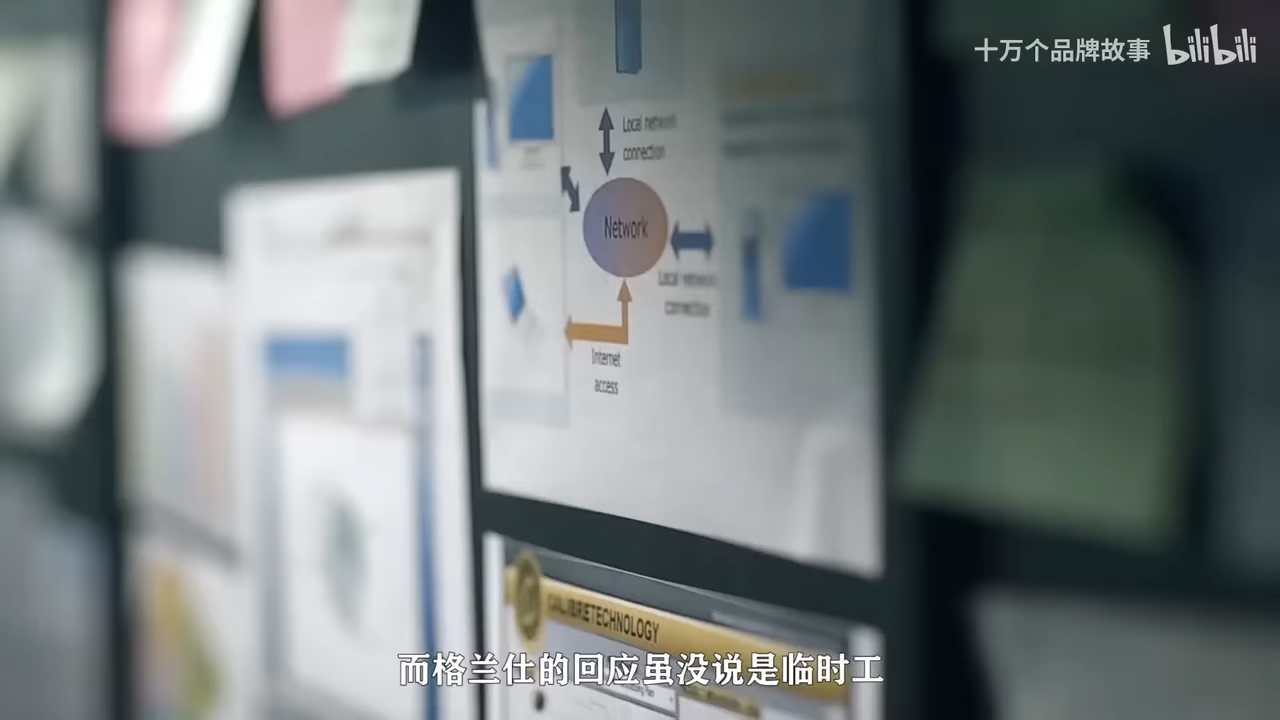 十万个品牌故事 bilibili
Local network
connection
Network
Local network
connection
Internet
access
而格兰仕的回应虽没说是临时工